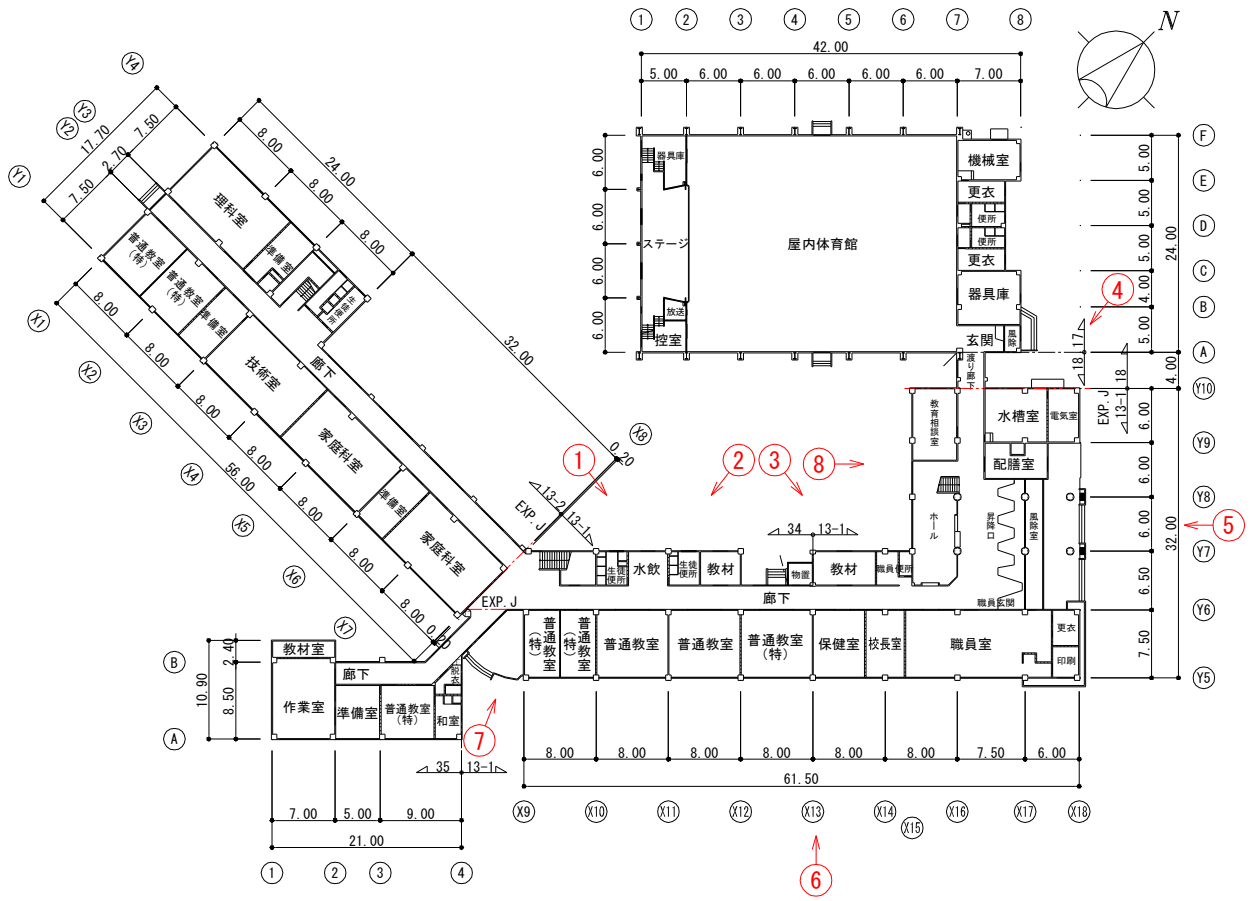 ① ② ③ ④ ⑤ ⑥ ⑦ ⑧
N
42.00
5.00 6.00 6.00 6.00 6.00 6.00 7.00
Y4
Y3
Y2
Y1
17.70
7.50
2.70
7.50
8.00
24.00
8.00
8.00
32.00
0.20
X8
理科室
準備室
生徒便所
普通教室(特)
普通教室(特)
準備室
技術室
廊下
家庭科室
準備室
家庭科室
X1
X2
X3
X4
X5
X6
X7
8.00
8.00
8.00
8.00
8.00
8.00
8.00
56.00
0.20
6.00
6.00
6.00
6.00
器具庫
ステージ
放送
控室
屋内体育館
機械室
更衣
便所
便所
更衣
器具庫
玄関
風除
渡り廊下
F
E
D
C
B
A
5.00
5.00
5.00
4.00
5.00
24.00
4.00
④
18 17
18
13-1
EXP.J
Y10
Y9
Y8
Y7
Y6
Y5
6.00
6.00
6.00
6.50
7.50
32.00
⑤
教育相談室
水槽室
電気室
配膳室
ホール
昇降口
風除室
職員玄関
① ② ③ ⑧
13-2
13-1
EXP.J
34 13-1
生徒便所
水飲
生徒便所
教材
物置
教材
職員便所
廊下
EXP.J
普通教室(特)
普通教室(特)
普通教室
普通教室
普通教室(特)
保健室
校長室
職員室
更衣
印刷
B
A
10.90
2.40
8.50
教材室
廊下
脱衣
作業室
準備室
普通教室(特)
和室
⑦
35 13-1
8.00 8.00 8.00 8.00 8.00 8.00 7.50 6.00
61.50
X9 X10 X11 X12 X13 X14 X15 X16 X17 X18
7.00 5.00 9.00
21.00
① ② ③ ④
⑥